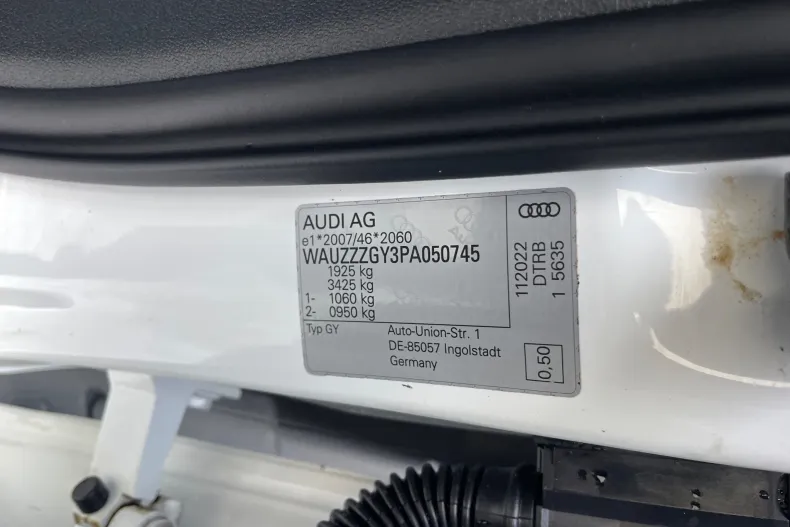 AUDI AG
e1*2007/46*2060
WAUZZZGY3PA050745
1925 kg
3425 kg
1- 1060 kg
2- 0950 kg
Typ GY
Auto-Union-Str. 1
DE-85057 Ingolstadt
Germany
112022
DTRB
1 5635
0,50